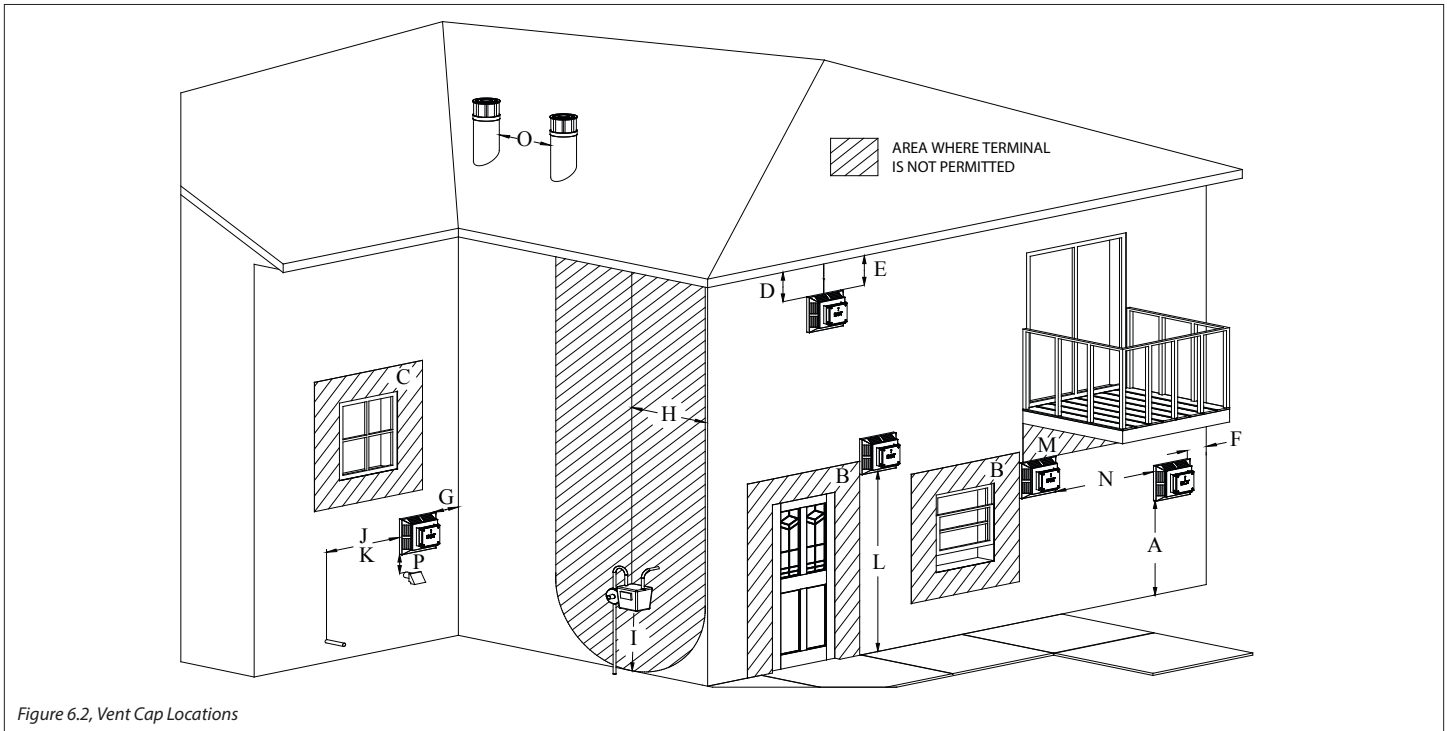 O
AREA WHERE TERMINAL
IS NOT PERMITTED
E
D
C
H
M
F
B
B
N
G
J
K
P
A
L
I
Figure 6.2, Vent Cap Locations